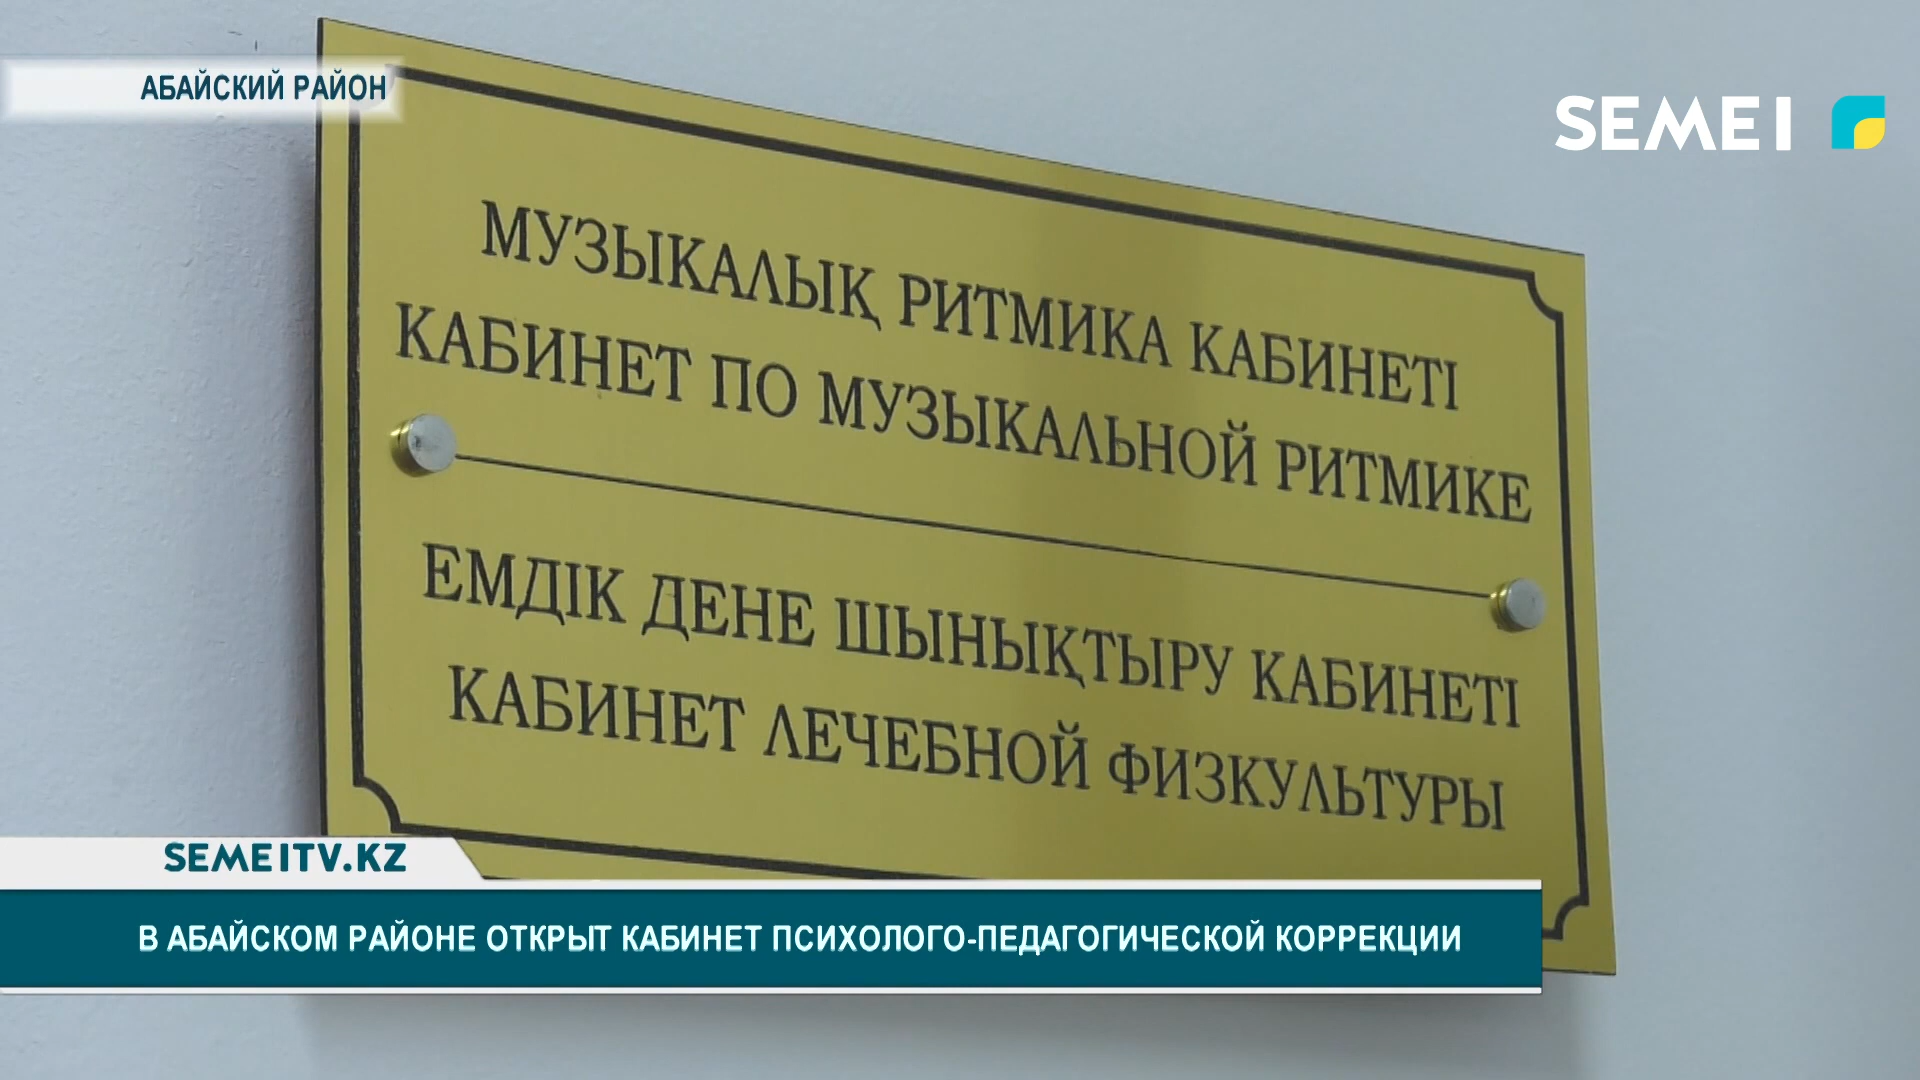 АБАЙСКИЙ РАЙОН
SEMEI
МУЗЫКАЛЫҚ РИТМИКА КАБИНЕТІ
КАБИНЕТ ПО МУЗЫКАЛЬНОЙ РИТМИКЕ
ЕМДІК ДЕНЕ ШЫНЫҚТЫРУ КАБИНЕТІ
КАБИНЕТ ЛЕЧЕБНОЙ ФИЗКУЛЬТУРЫ
SEMEITV.KZ
В АБАЙСКОМ РАЙОНЕ ОТКРЫТ КАБИНЕТ ПСИХОЛОГО-ПЕДАГОГИЧЕСКОЙ КОРРЕКЦИИ